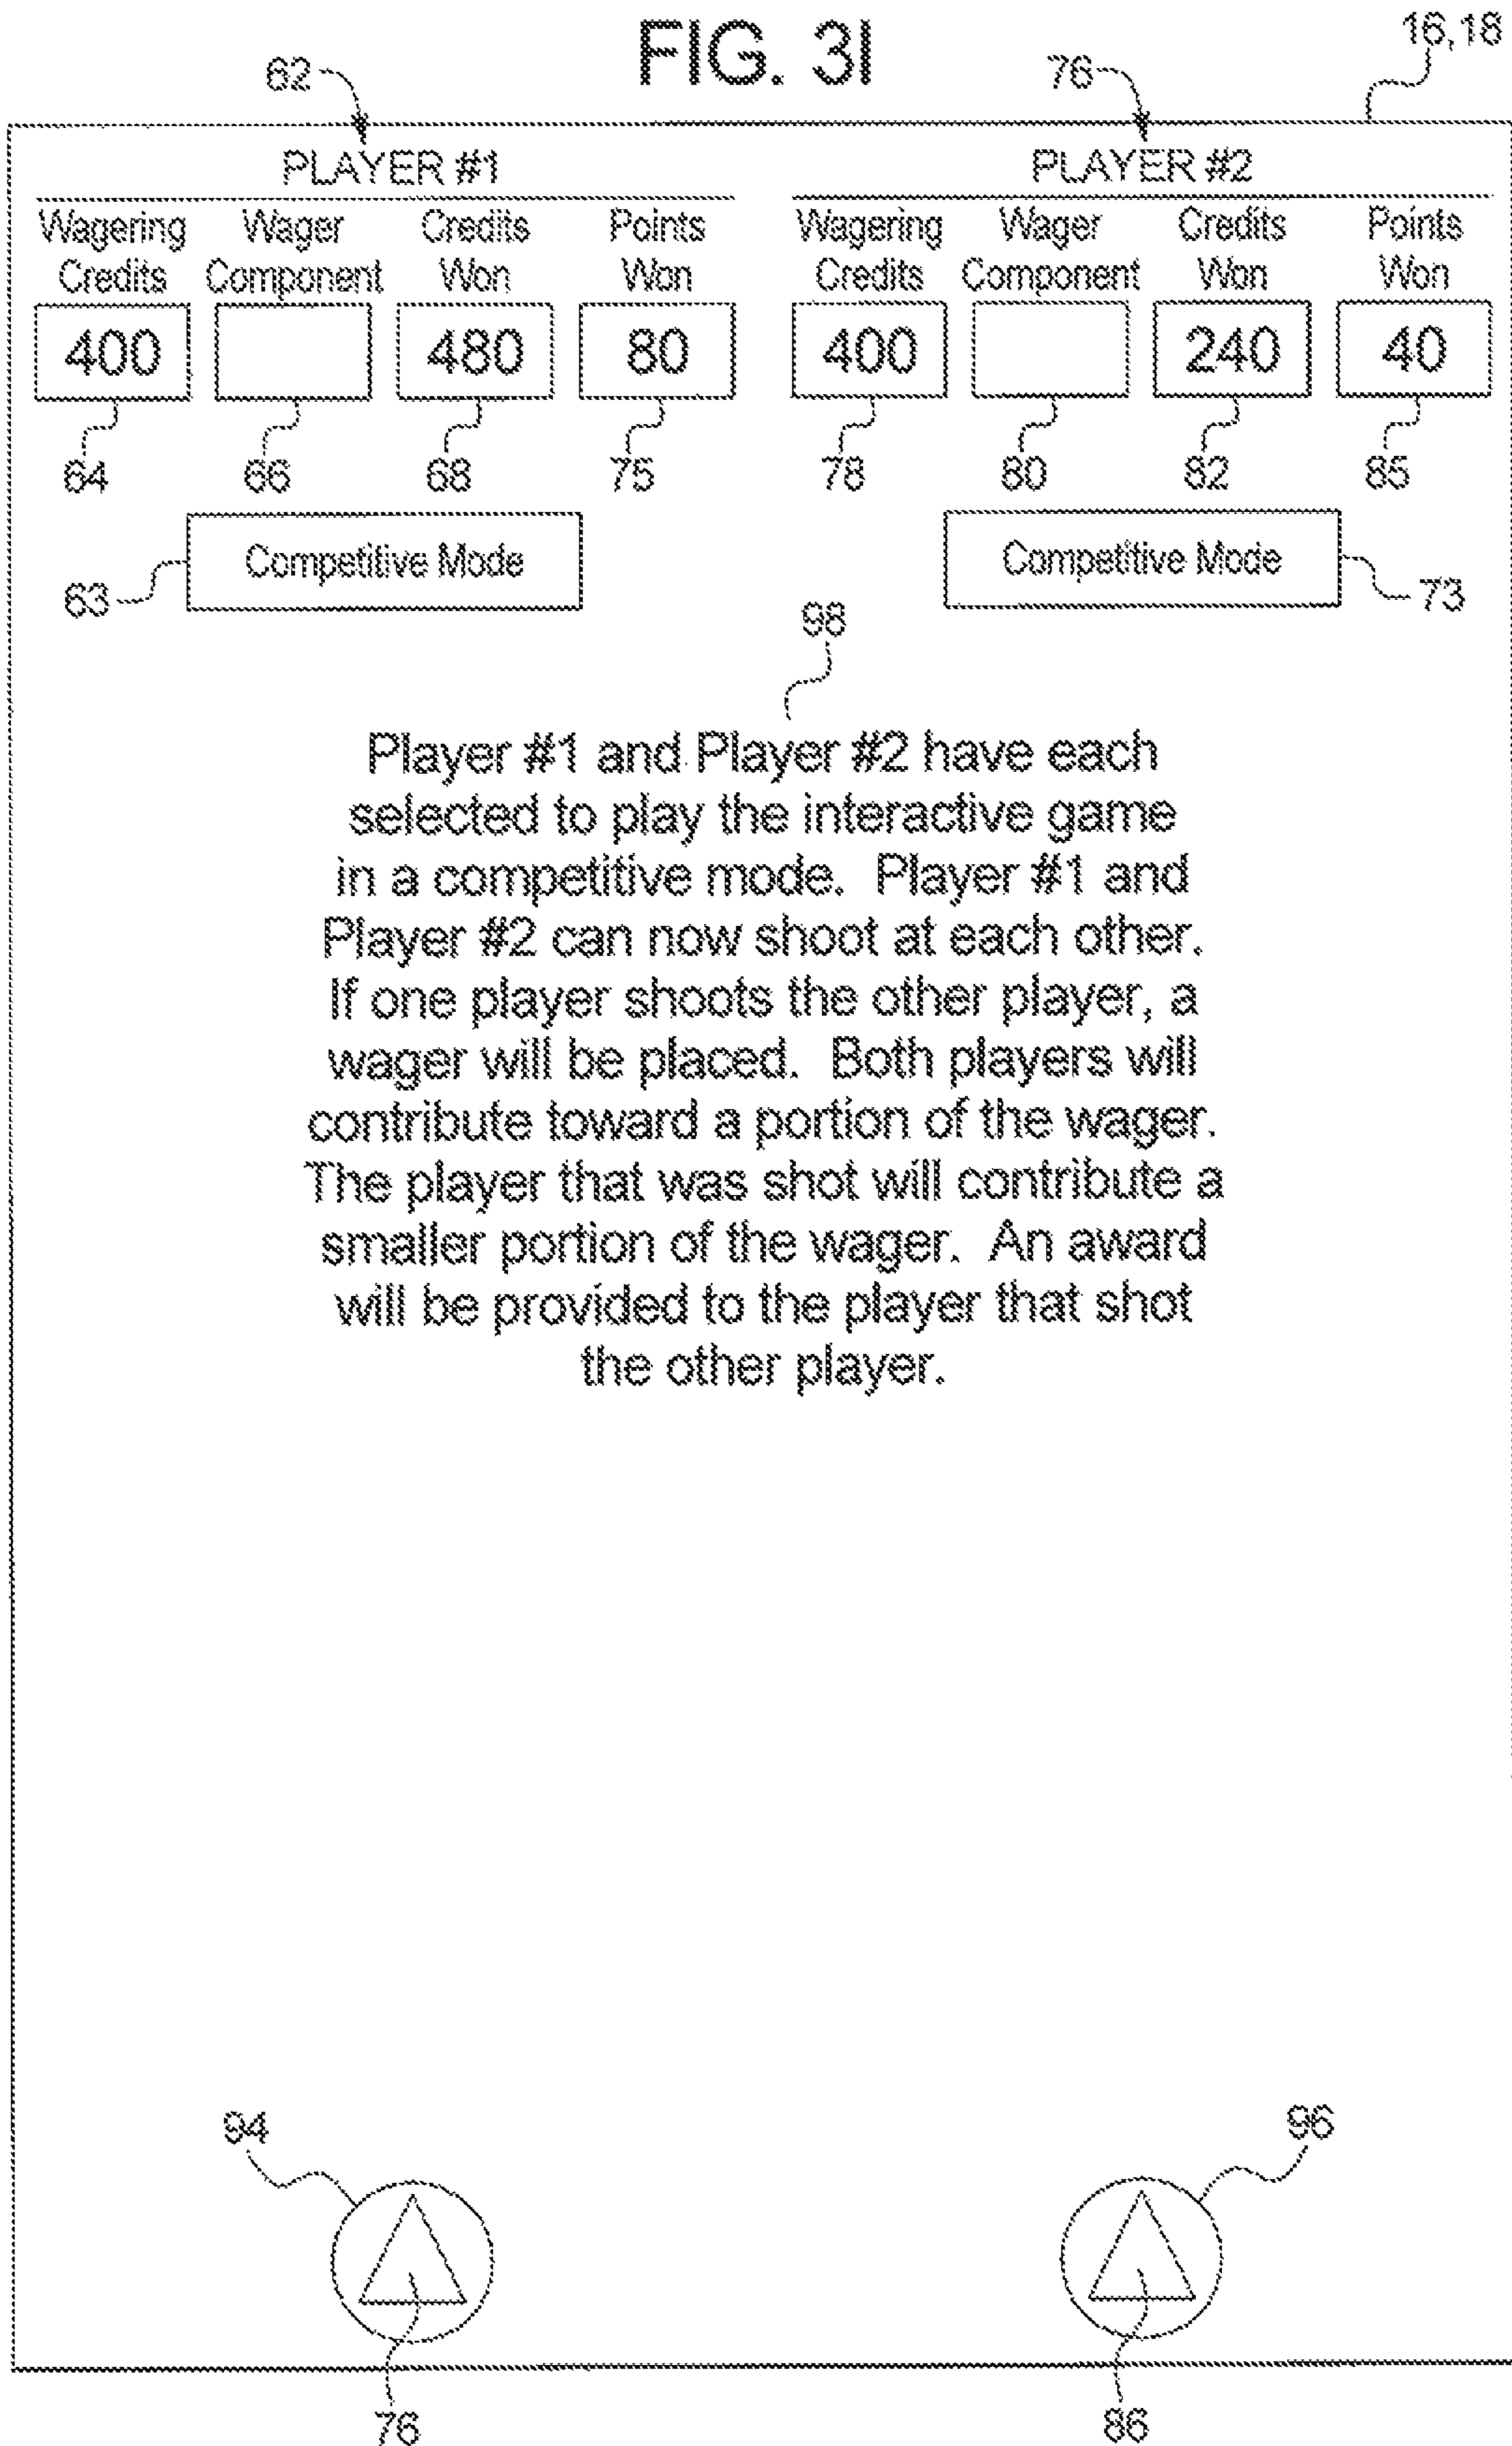 FIG. 3I
16,18
62
76
PLAYER #1
PLAYER #2
Wagering Credits
Wager Component
Credits Won
Points Won
Wagering Credits
Wager Component
Credits Won
Points Won
400
480
80
400
240
40
64
66
68
75
78
80
82
85
Competitive Mode
Competitive Mode
63
73
98
Player #1 and Player #2 have each
selected to play the interactive game
in a competitive mode. Player #1 and
Player #2 can now shoot at each other.
If one player shoots the other player, a
wager will be placed. Both players will
contribute toward a portion of the wager.
The player that was shot will contribute a
smaller portion of the wager. An award
will be provided to the player that shot
the other player.
94
96
76
86